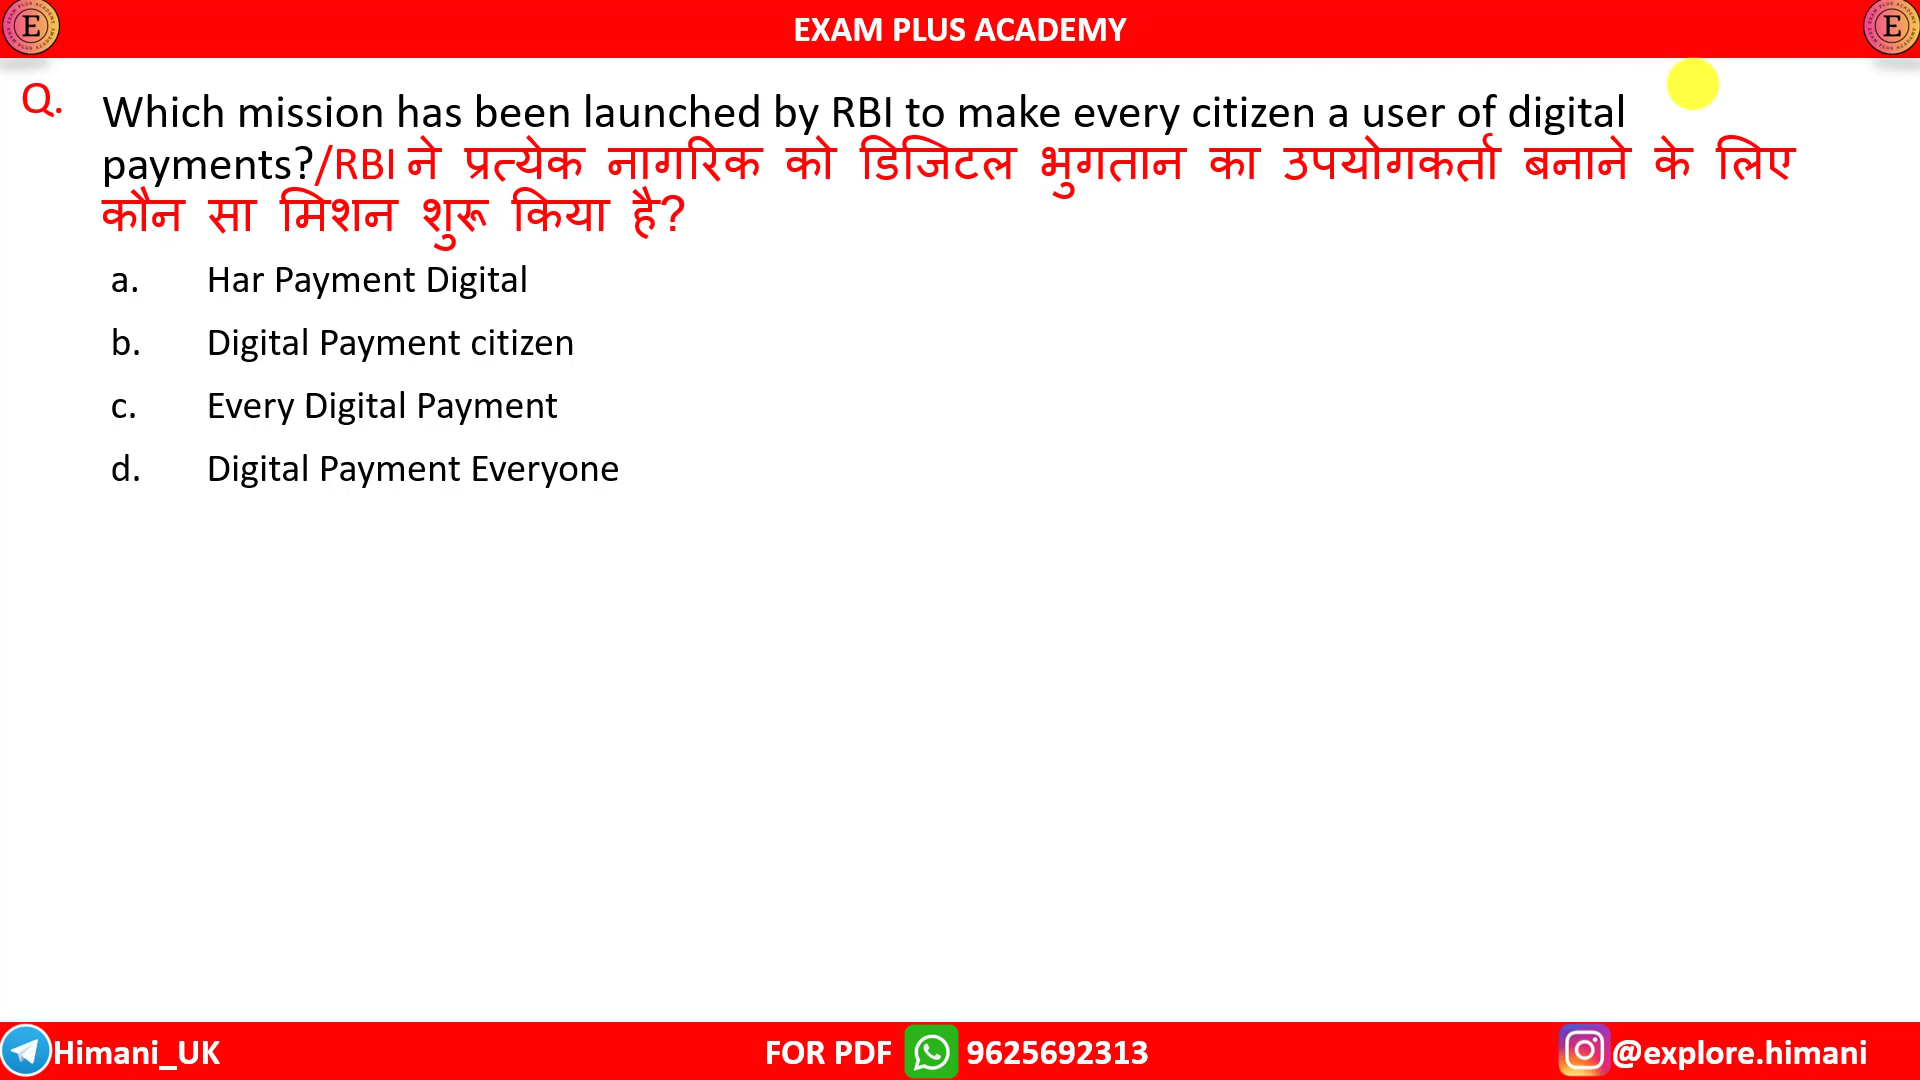 EXAM PLUS ACADEMY
E
E
Q. Which mission has been launched by RBI to make every citizen a user of digital
payments?/RBI ने प्रत्येक नागरिक को डिजिटल भुगतान का उपयोगकर्ता बनाने के लिए
कौन सा मिशन शुरू किया है?
a. Har Payment Digital
b. Digital Payment citizen
c. Every Digital Payment
d. Digital Payment Everyone
Himani_UK
FOR PDF 9625692313
@explore.himani